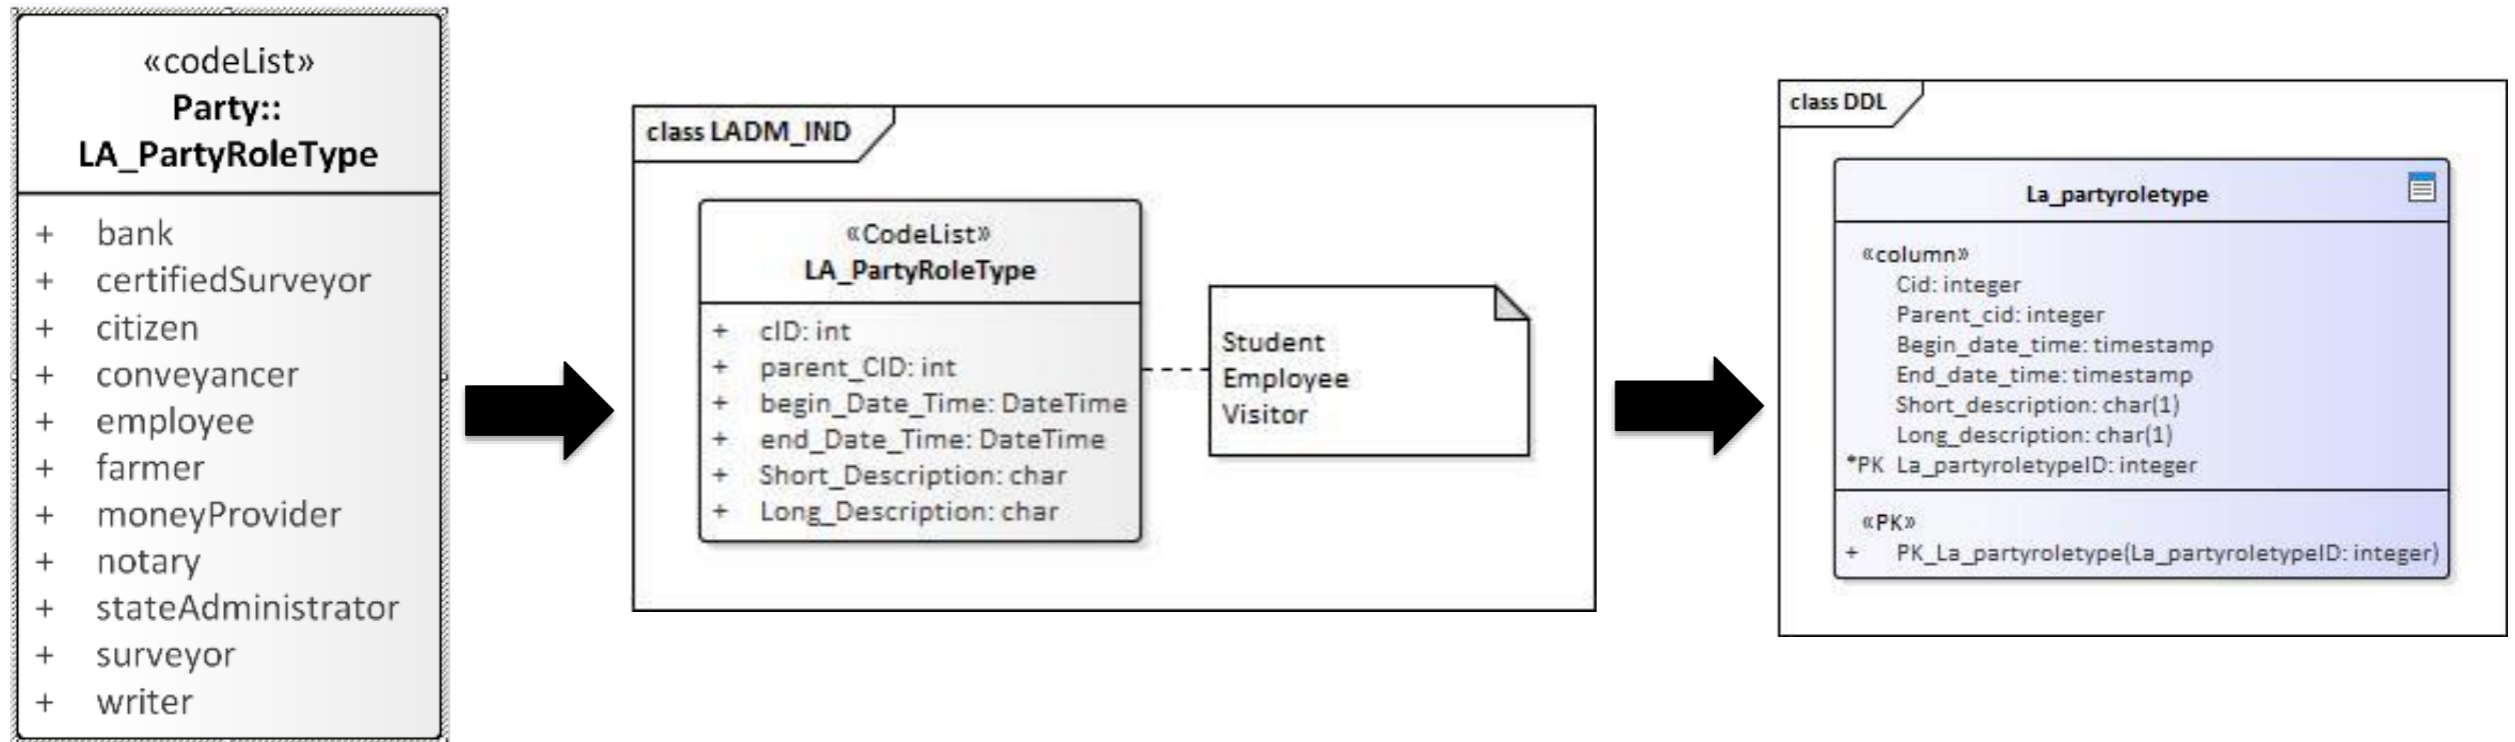 «codeList»
Party::
LA_PartyRoleType
+ bank
+ certifiedSurveyor
+ citizen
+ conveyancer
+ employee
+ farmer
+ moneyProvider
+ notary
+ stateAdministrator
+ surveyor
+ writer
class LADM_IND
«CodeList»
LA_PartyRoleType
+ cID: int
+ parent_CID: int
+ begin_Date_Time: DateTime
+ end_Date_Time: DateTime
+ Short_Description: char
+ Long_Description: char
Student
Employee
Visitor
class DDL
La_partyroletype
«column»
Cid: integer
Parent_cid: integer
Begin_date_time: timestamp
End_date_time: timestamp
Short_description: char(1)
Long_description: char(1)
*PK La_partyroletypeID: integer
«PK»
+ PK_La_partyroletype(La_partyroletypeID: integer)